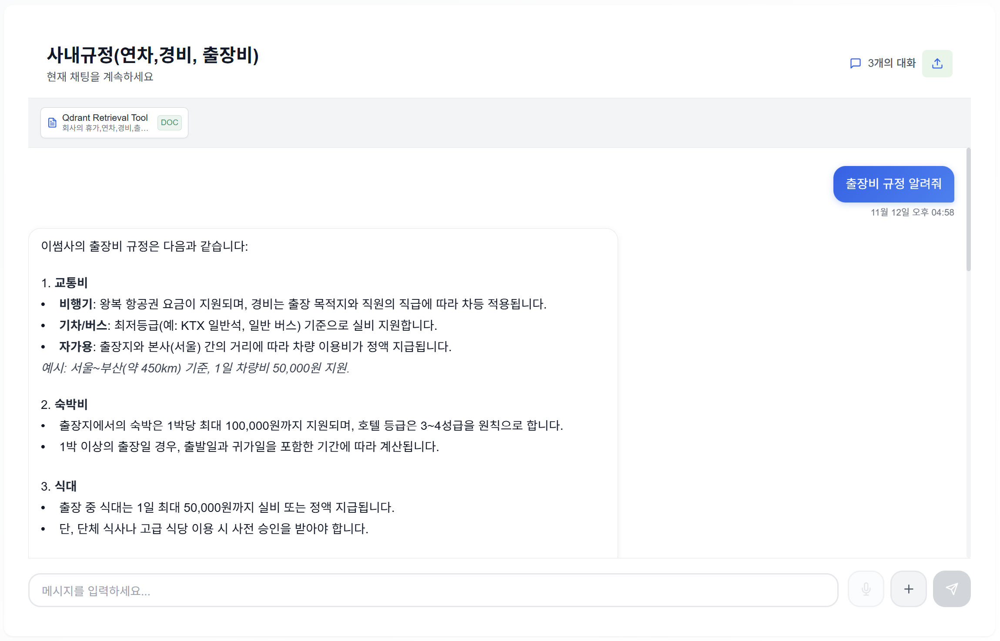 사내규정(연차,경비, 출장비)
현재 채팅을 계속하세요
3개의 대화
Qdrant Retrieval Tool
회사의 휴가,연차,경비,출...
DOC
출장비 규정 알려줘
11월 12일 오후 04:58
이썸사의 출장비 규정은 다음과 같습니다:
1. 교통비
• 비행기: 왕복 항공권 요금이 지원되며, 경비는 출장 목적지와 직원의 직급에 따라 차등 적용됩니다.
• 기차/버스: 최저등급(예: KTX 일반석, 일반 버스) 기준으로 실비 지원합니다.
• 자가용: 출장지와 본사(서울) 간의 거리에 따라 차량 이용비가 정액 지급됩니다.
예시: 서울~부산(약 450km) 기준, 1일 차량비 50,000원 지원.
2. 숙박비
• 출장지에서의 숙박은 1박당 최대 100,000원까지 지원되며, 호텔 등급은 3~4성급을 원칙으로 합니다.
• 1박 이상의 출장일 경우, 출발일과 귀가일을 포함한 기간에 따라 계산됩니다.
3. 식대
• 출장 중 식대는 1일 최대 50,000원까지 실비 또는 정액 지급됩니다.
• 단, 단체 식사나 고급 식당 이용 시 사전 승인을 받아야 합니다.
메시지를 입력하세요...